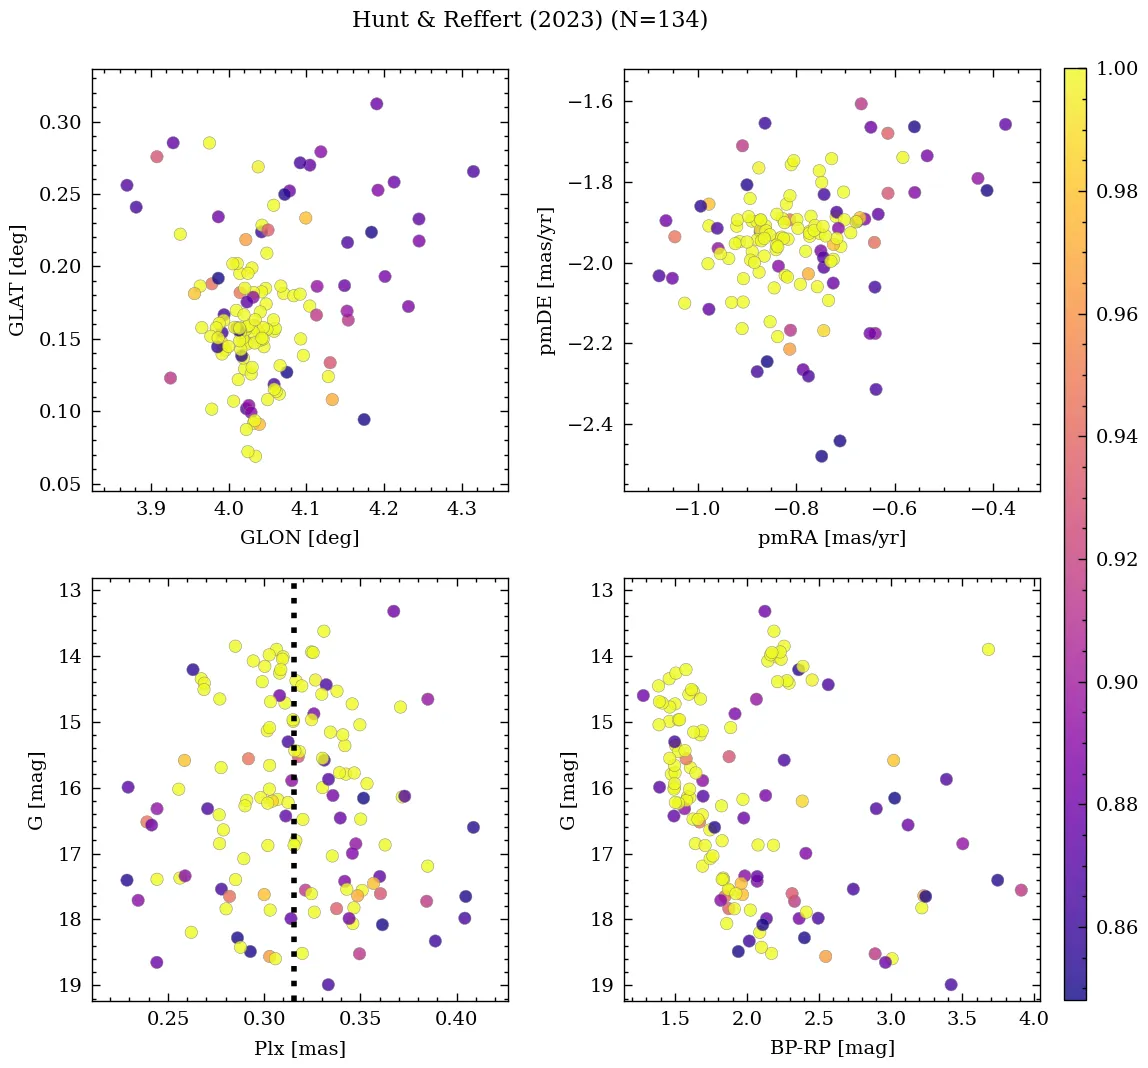 Hunt & Reffert (2023) (N=134)
0.30
0.25
0.20
0.15
0.10
0.05
GLAT [deg]
3.9 4.0 4.1 4.2 4.3
GLON [deg]
−1.6
−1.8
−2.0
−2.2
−2.4
pmDE [mas/yr]
−1.0 −0.8 −0.6 −0.4
pmRA [mas/yr]
13
14
15
16
17
18
19
G [mag]
0.25 0.30 0.35 0.40
Plx [mas]
13
14
15
16
17
18
19
G [mag]
1.5 2.0 2.5 3.0 3.5 4.0
BP-RP [mag]
1.00
0.98
0.96
0.94
0.92
0.90
0.88
0.86